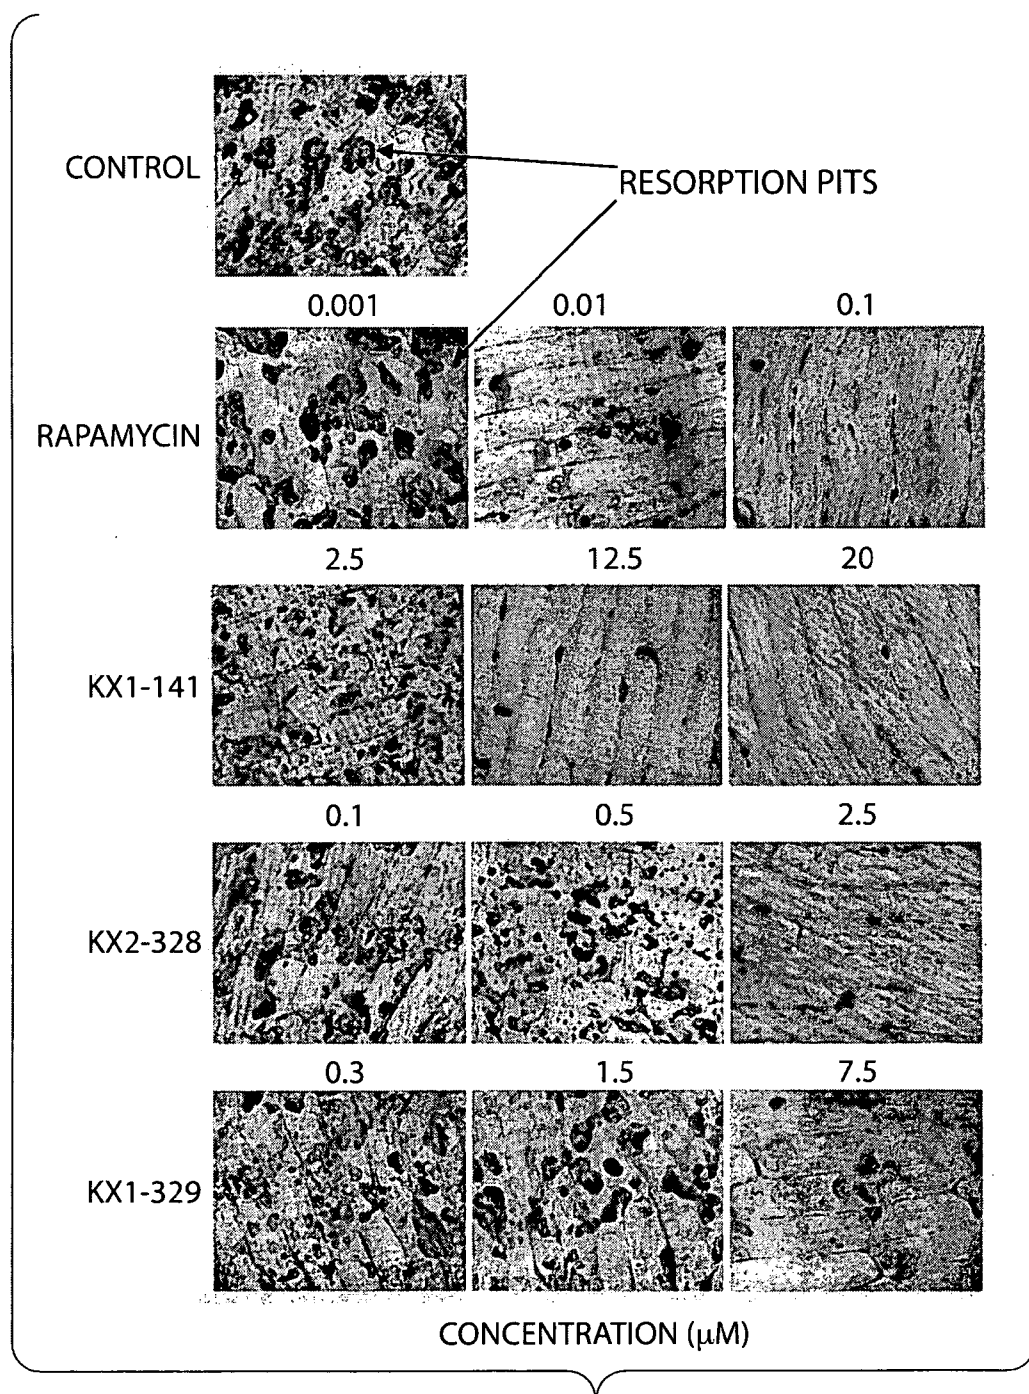 CONTROL
RESORPTION PITS
0.001 0.01 0.1
RAPAMYCIN
2.5 12.5 20
KX1-141
0.1 0.5 2.5
KX2-328
0.3 1.5 7.5
KX1-329
CONCENTRATION (μM)